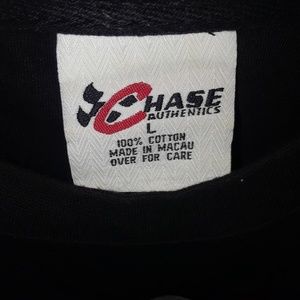 CHASE
AUTHENTICS
L
100% COTTON
MADE IN MACAU
OVER FOR CARE